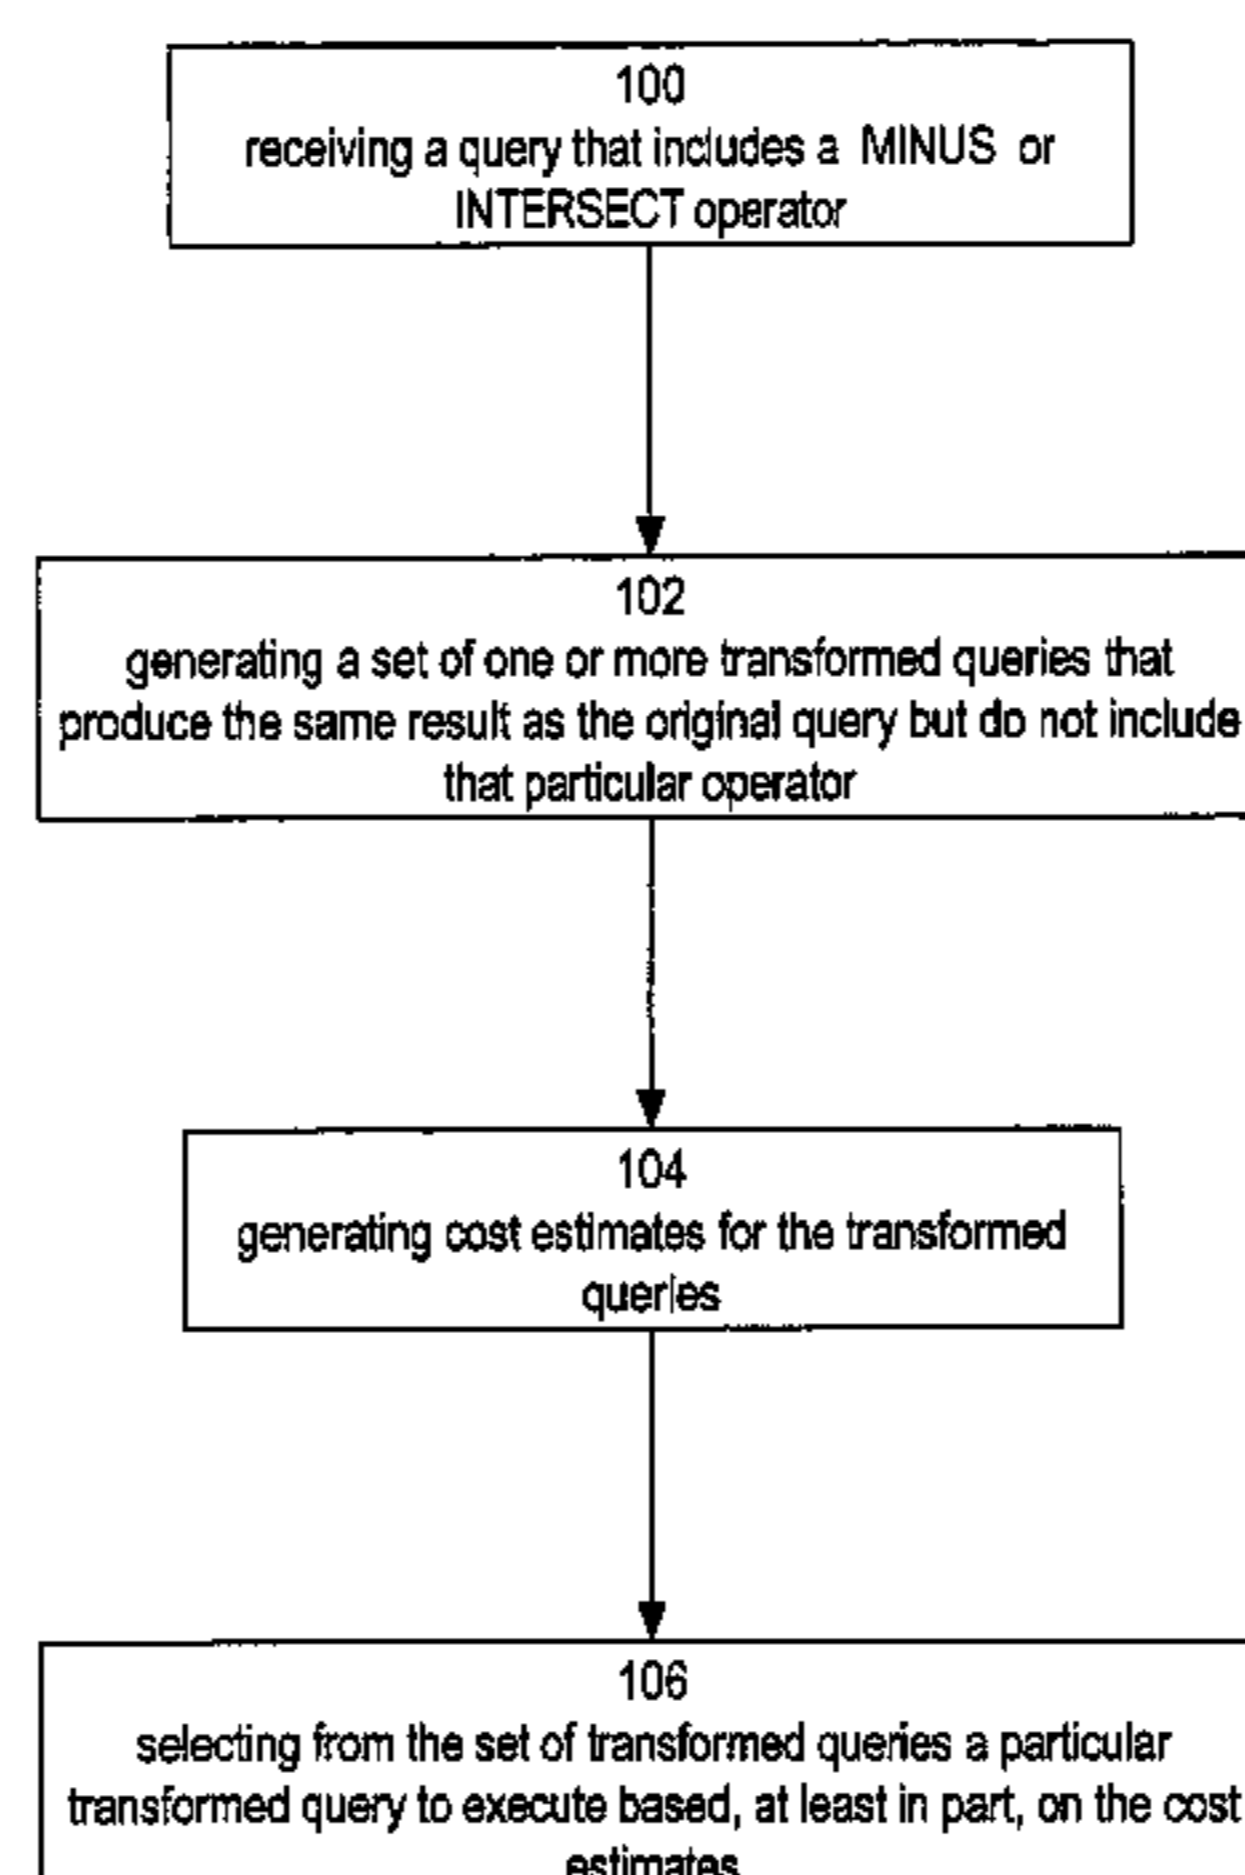 100
receiving a query that includes a MINUS or
INTERSECT operator
102
generating a set of one or more transformed queries that
produce the same result as the original query but do not include
that particular operator
104
generating cost estimates for the transformed
queries
106
selecting from the set of transformed queries a particular
transformed query to execute based, at least in part, on the cost
estimates